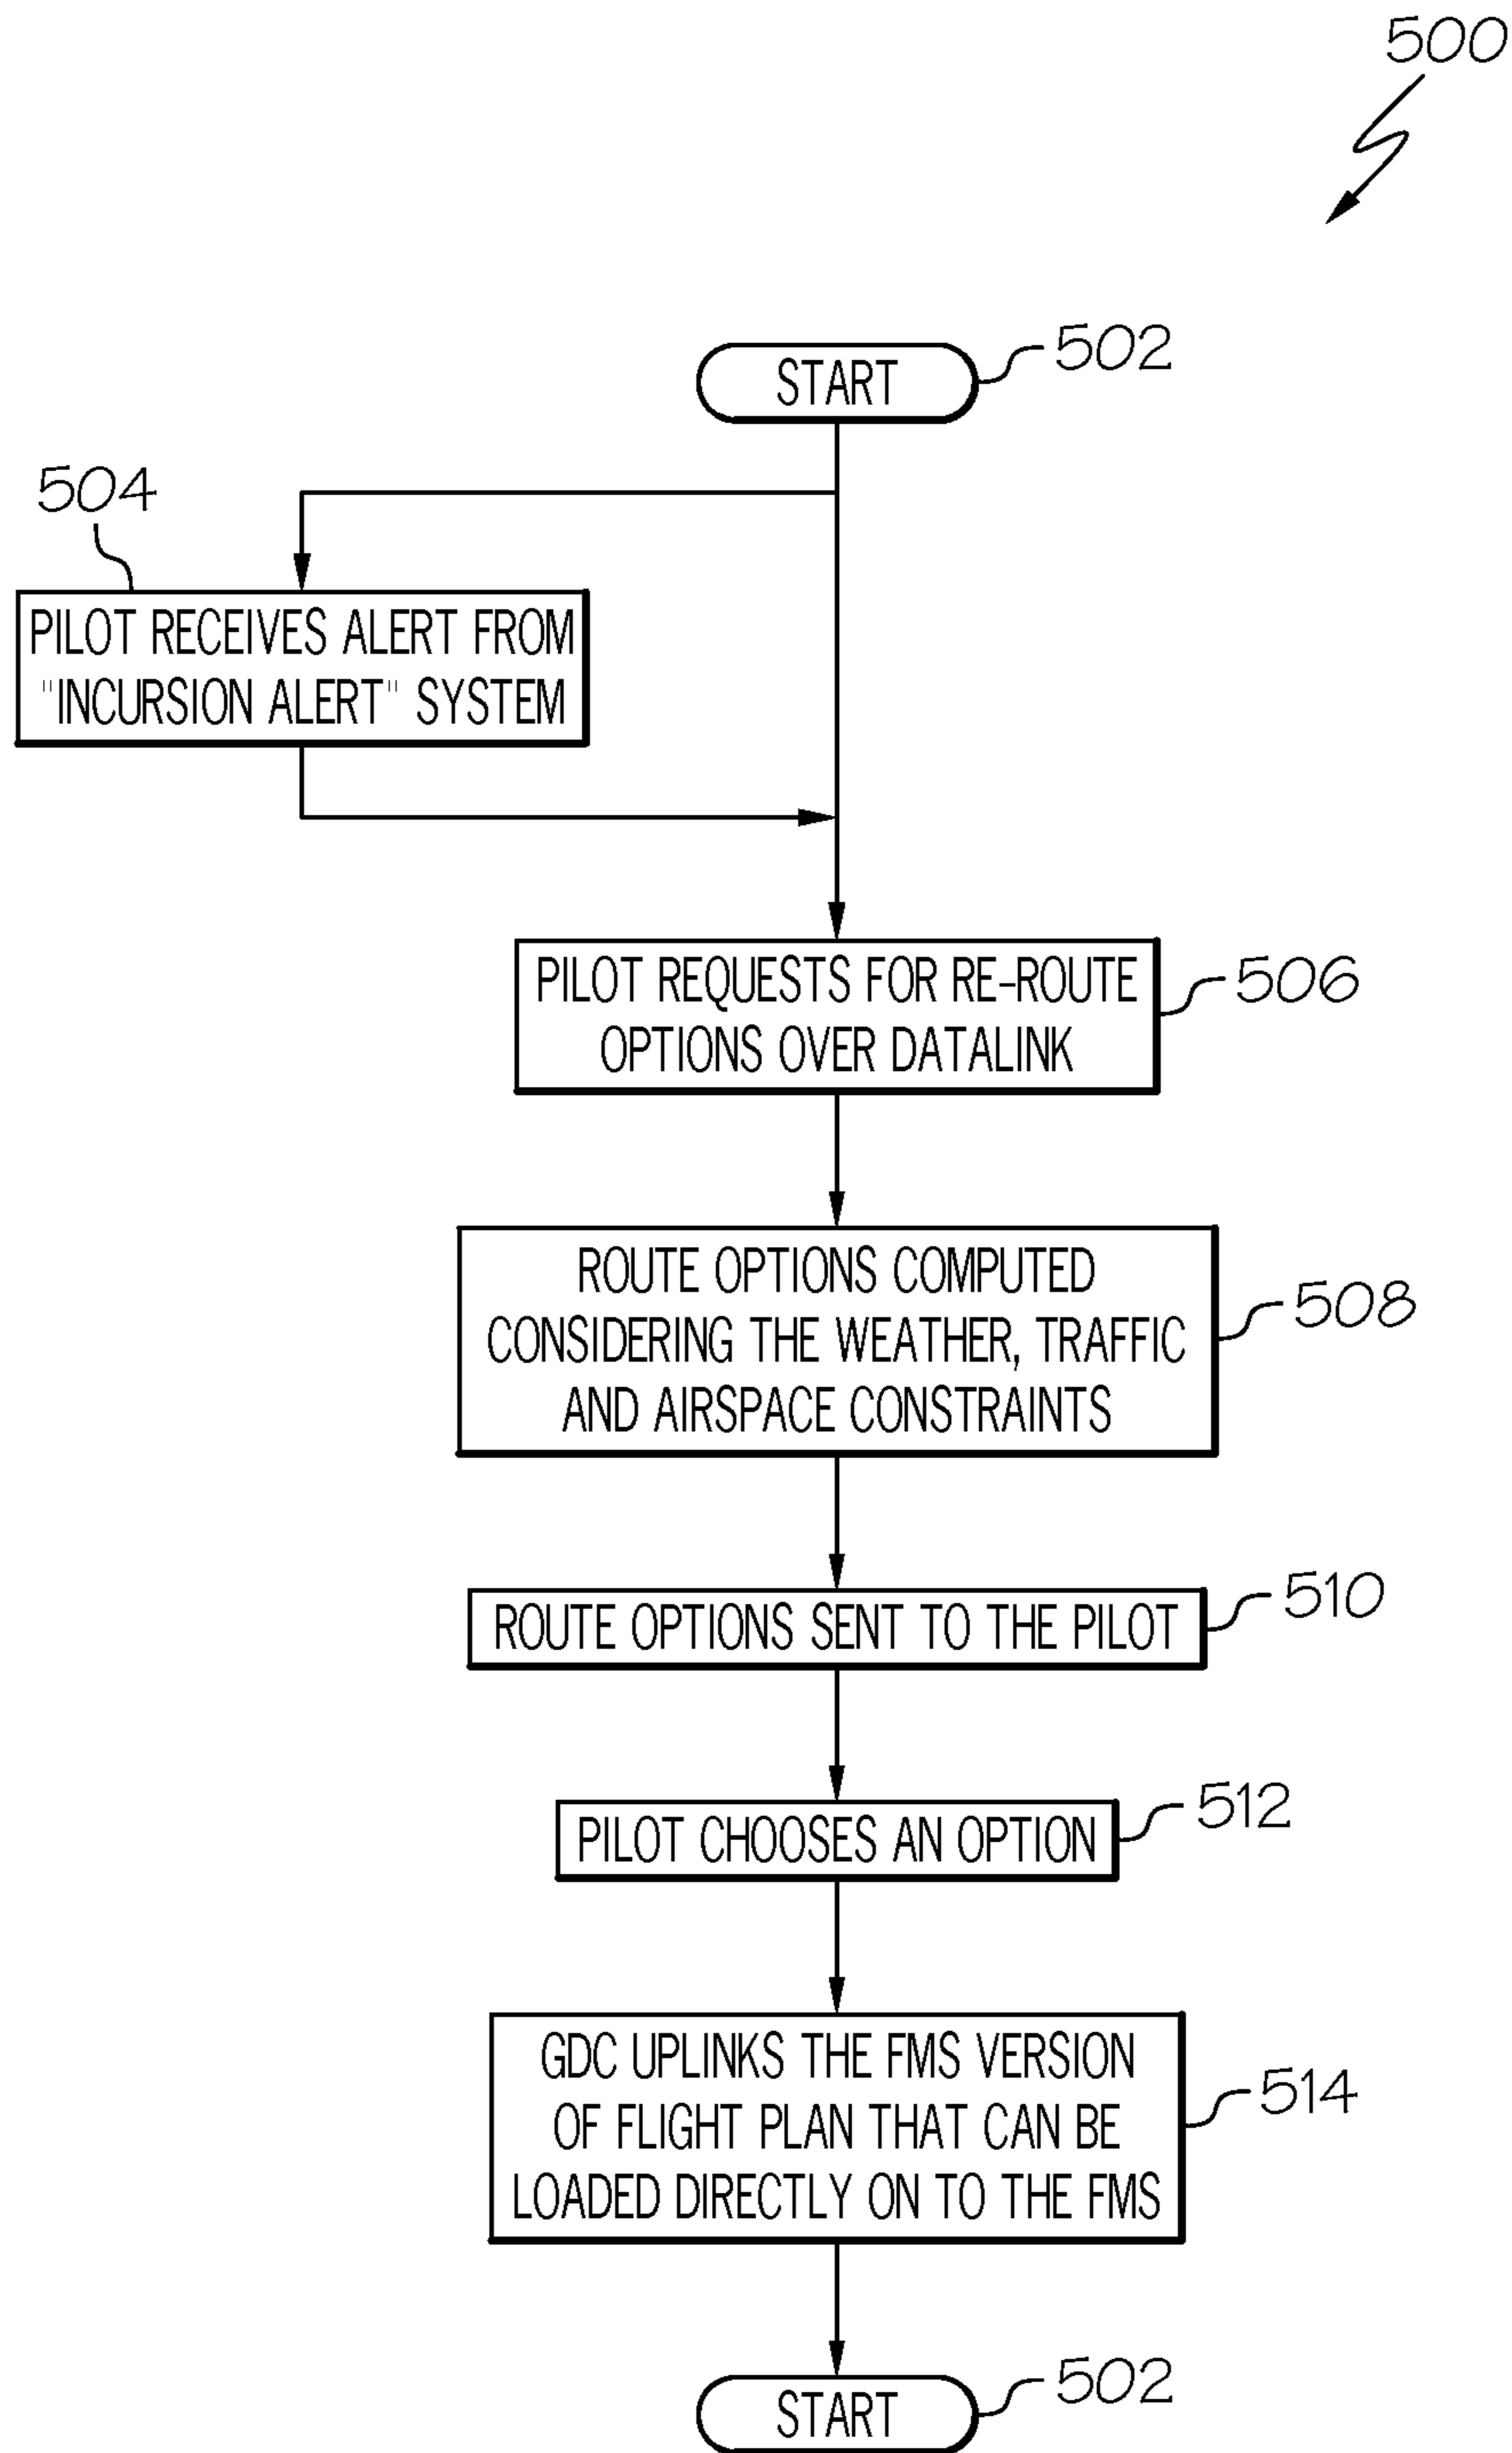 500
START
502
504
PILOT RECEIVES ALERT FROM
"INCURSION ALERT" SYSTEM
PILOT REQUESTS FOR RE-ROUTE
OPTIONS OVER DATALINK
506
ROUTE OPTIONS COMPUTED
CONSIDERING THE WEATHER, TRAFFIC
AND AIRSPACE CONSTRAINTS
508
ROUTE OPTIONS SENT TO THE PILOT
510
PILOT CHOOSES AN OPTION
512
GDC UPLINKS THE FMS VERSION
OF FLIGHT PLAN THAT CAN BE
LOADED DIRECTLY ON TO THE FMS
514
START
502